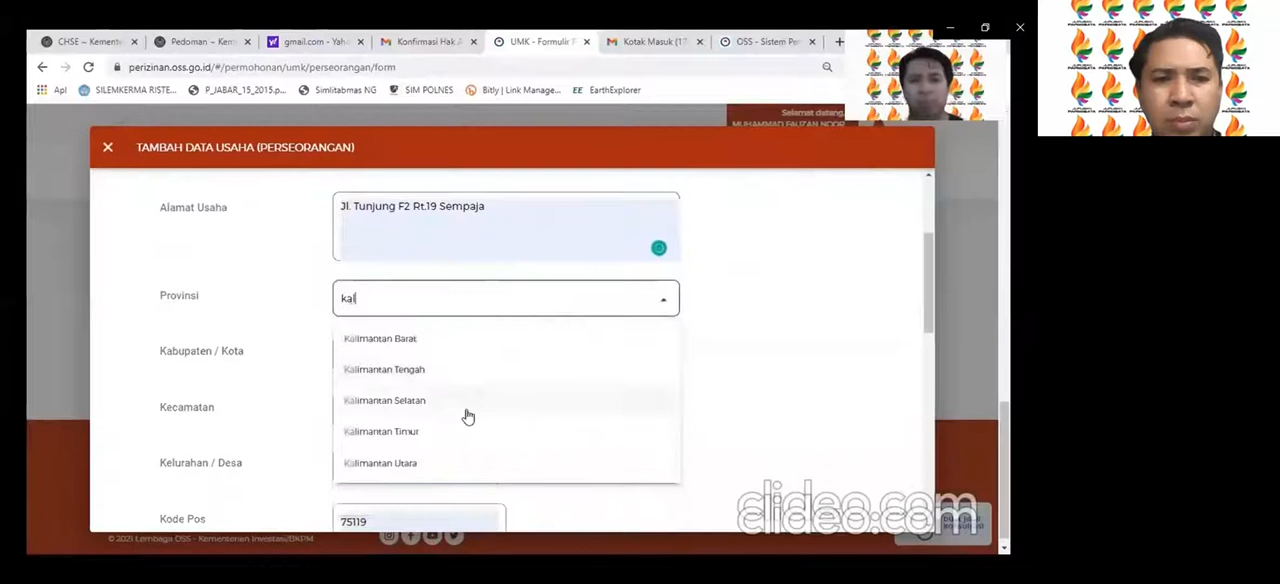 CHSE ~ Kemente
Pedoman ~ Keme
gmail.com - Yaho
Konfirmasi Hak A
UMK - Formulir P
Kotak Masuk (17
OSS - Sistem Per
perizinan.oss.go.id/#/permohonan/umk/perseorangan/form
Apl
SILEMKERMA RISTE...
P_JABAR_15_2015.p...
Simlitabmas NG
SIM POLNES
Bitly | Link Manage...
EarthExplorer
Selamat datang,
MUHAMMAD FAUZAN NOOR
TAMBAH DATA USAHA (PERSEORANGAN)
Alamat Usaha
Jl. Tunjung F2 Rt.19 Sempaja
Provinsi
kal
Kalimantan Barat
Kabupaten / Kota
Kalimantan Tengah
Kecamatan
Kalimantan Selatan
Kalimantan Timur
Kelurahan / Desa
Kalimantan Utara
Kode Pos
75119
clideo.com
© 2021 Lembaga OSS - Kementerian Investasi/BKPM